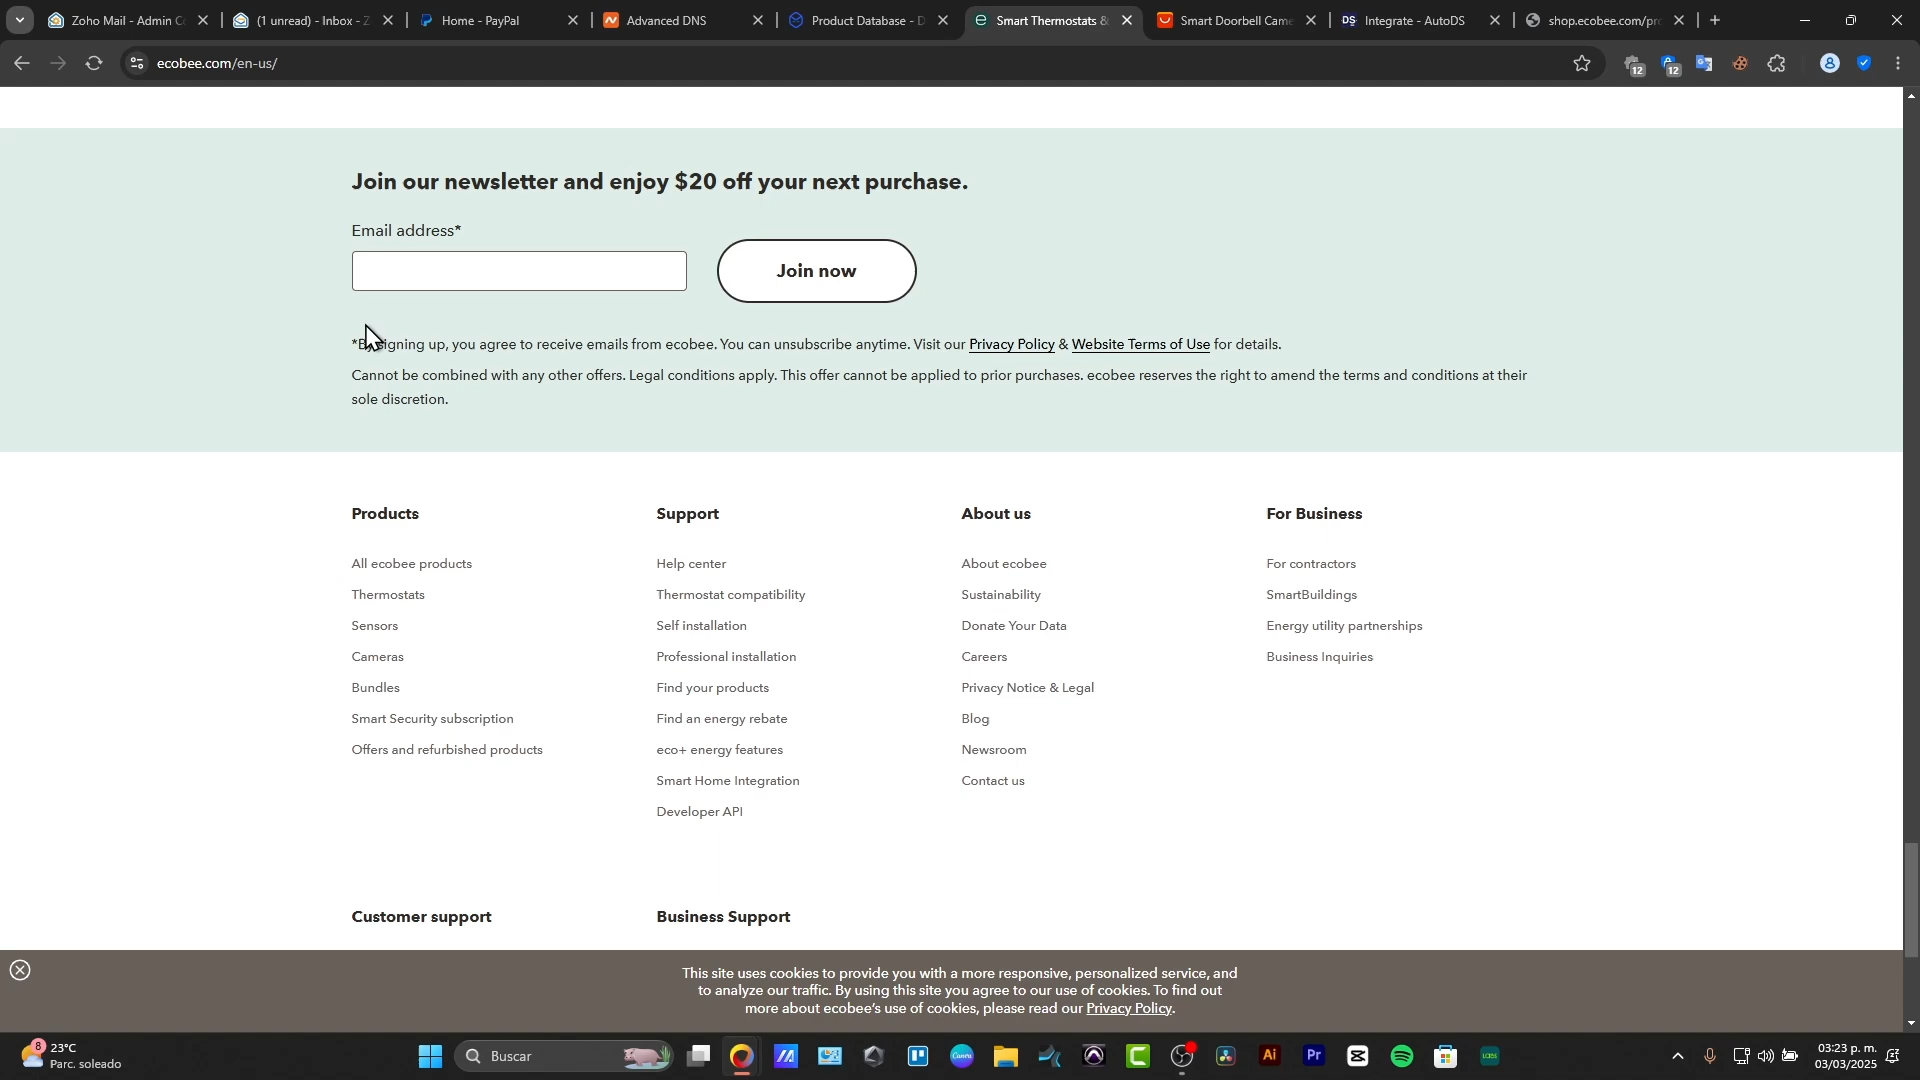 Zoho Mail - Admin C
(1 unread) - Inbox - Z
Home - PayPal
Advanced DNS
Product Database - D
Smart Thermostats &
Smart Doorbell Came
Integrate - AutoDS
shop.ecobee.com/pr
ecobee.com/en-us/
12
12
Join our newsletter and enjoy $20 off your next purchase.
Email address*
Join now
signing up, you agree to receive emails from ecobee. You can unsubscribe anytime. Visit our Privacy Policy & Website Terms of Use for details.
Cannot be combined with any other offers. Legal conditions apply. This offer cannot be applied to prior purchases. ecobee reserves the right to amend the terms and conditions at their
sole discretion.
Products
All ecobee products
Thermostats
Sensors
Cameras
Bundles
Smart Security subscription
Offers and refurbished products
Support
Help center
Thermostat compatibility
Self installation
Professional installation
Find your products
Find an energy rebate
eco+ energy features
Smart Home Integration
Developer API
About us
About ecobee
Sustainability
Donate Your Data
Careers
Privacy Notice & Legal
Blog
Newsroom
Contact us
For Business
For contractors
SmartBuildings
Energy utility partnerships
Business Inquiries
Customer support
Business Support
This site uses cookies to provide you with a more responsive, personalized service, and
to analyze our traffic. By using this site you agree to our use of cookies. To find out
more about ecobee's use of cookies, please read our Privacy Policy.
8
23°C
Parc. soleado
Buscar
Canva
Ai
Pr
03:23 p. m.
03/03/2025